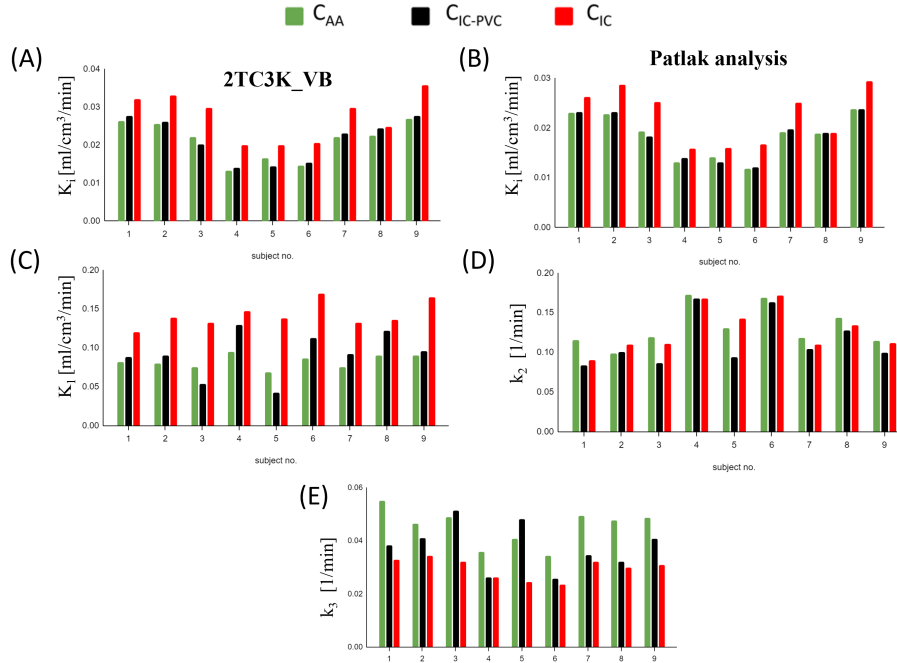 C_AA C_IC-PVC C_IC
(A) 2TC3K_VB
K_i [ml/cm³/min]
0.04
0.03
0.02
0.01
0.00
1 2 3 4 5 6 7 8 9
subject no.
(B) Patlak analysis
K_i [ml/cm³/min]
0.03
0.02
0.01
0.00
1 2 3 4 5 6 7 8 9
subject no.
(C)
K_1 [ml/cm³/min]
0.20
0.15
0.10
0.05
0.00
1 2 3 4 5 6 7 8 9
subject no.
(D)
k_2 [1/min]
0.20
0.15
0.10
0.05
0.00
1 2 3 4 5 6 7 8 9
subject no.
(E)
k_3 [1/min]
0.06
0.04
0.02
0.00
1 2 3 4 5 6 7 8 9